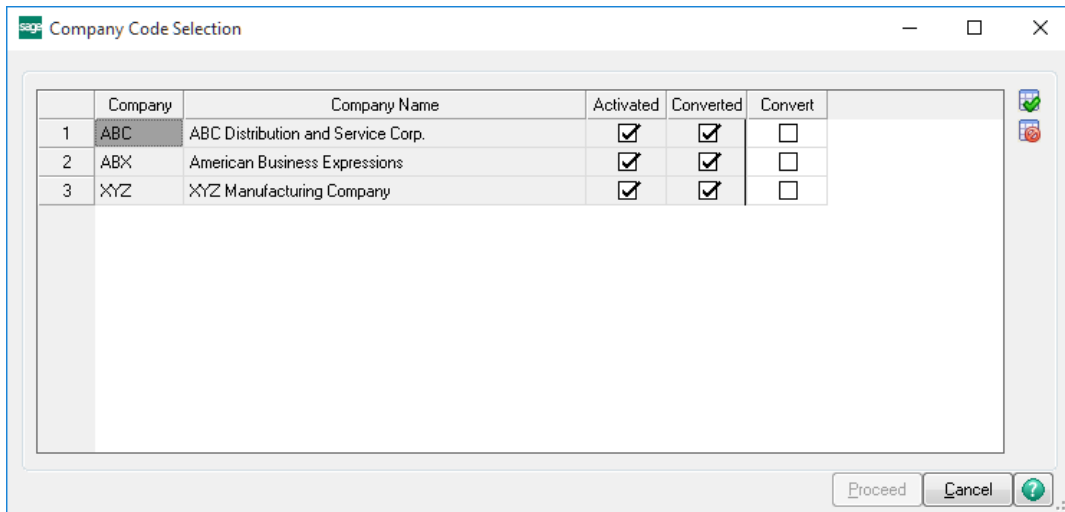 sage Company Code Selection
Company Company Name Activated Converted Convert
1 ABC ABC Distribution and Service Corp.
2 ABX American Business Expressions
3 XYZ XYZ Manufacturing Company
Proceed Cancel ?